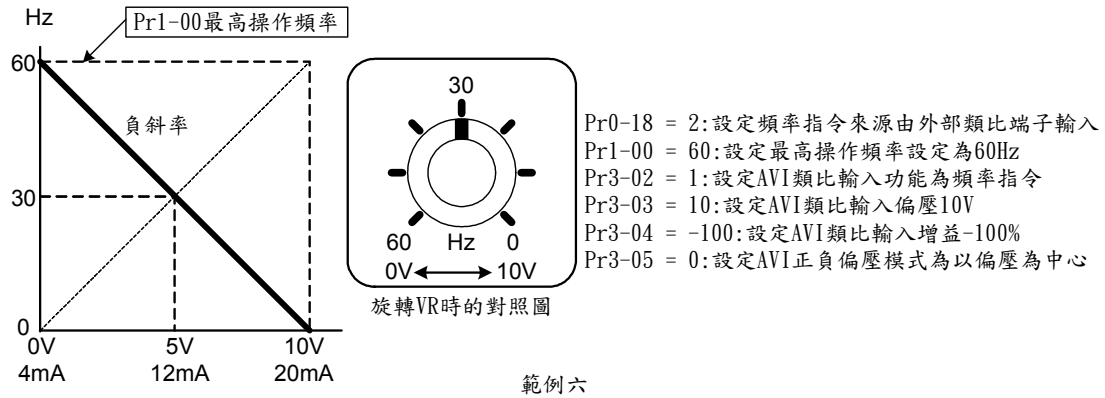 Hz
Pr1-00最高操作頻率
60
負斜率
30
0
0V 5V 10V
4mA 12mA 20mA
30
60 Hz 0
0V 10V
旋轉VR時的對照圖
Pr0-18 = 2:設定頻率指令來源由外部類比端子輸入
Pr1-00 = 60:設定最高操作頻率設定為60Hz
Pr3-02 = 1:設定AVI類比輸入功能為頻率指令
Pr3-03 = 10:設定AVI類比輸入偏壓10V
Pr3-04 = -100:設定AVI類比輸入增益-100%
Pr3-05 = 0:設定AVI正負偏壓模式為以偏壓為中心
範例六